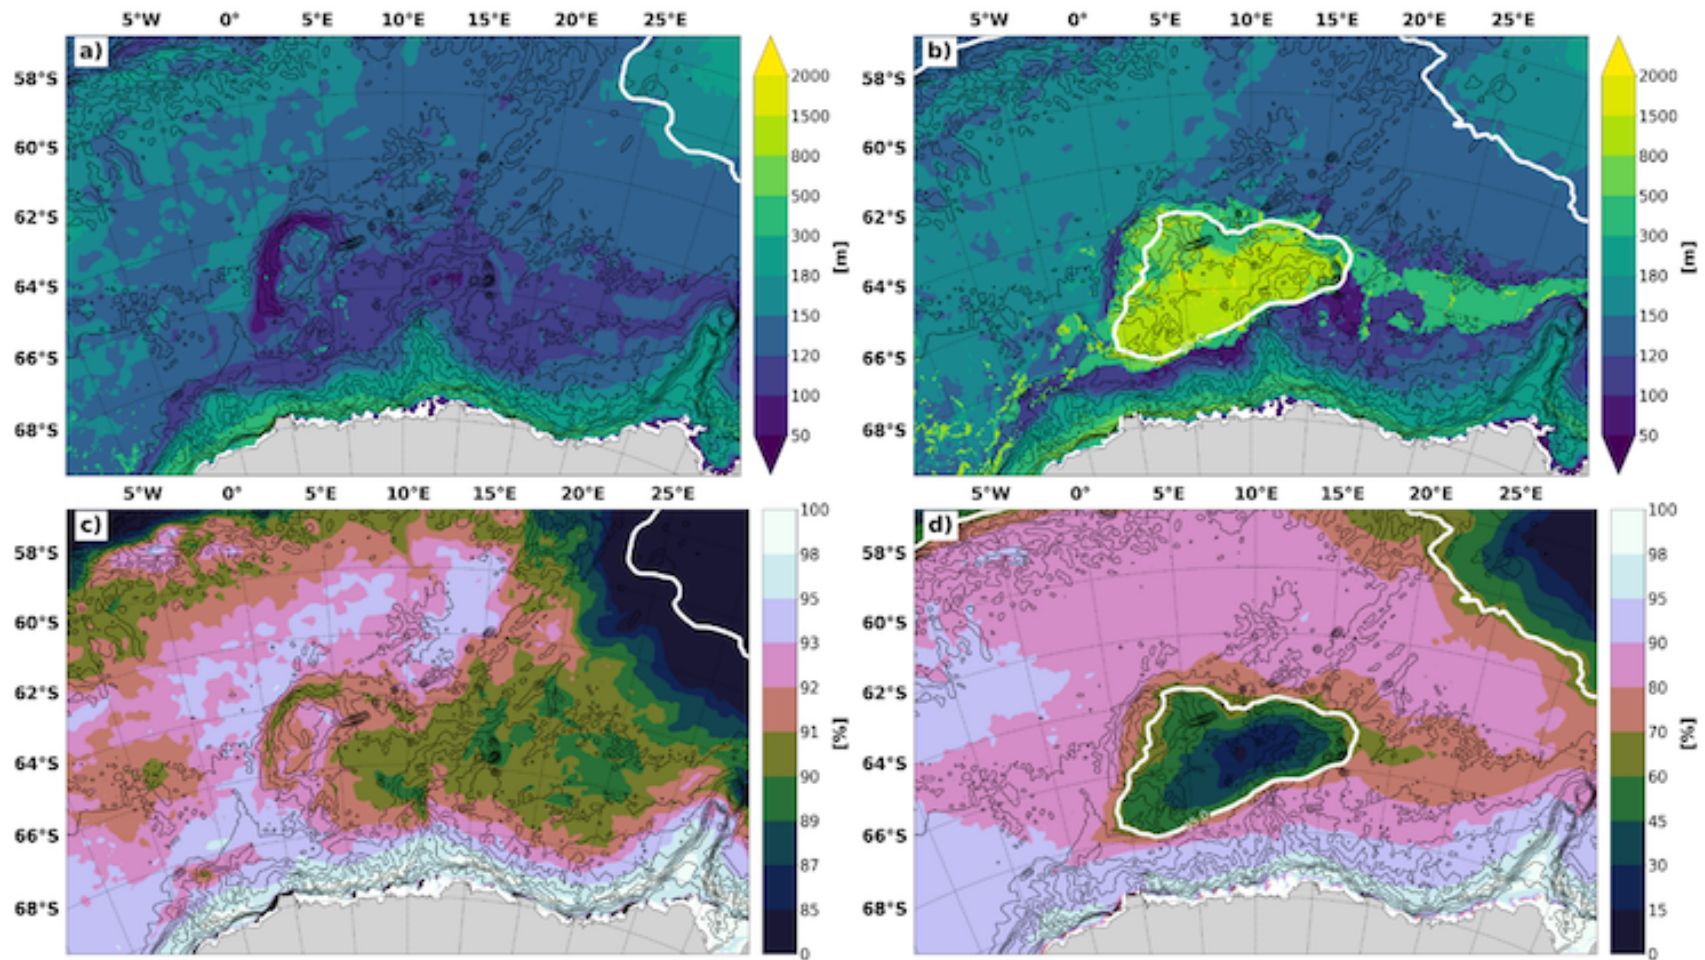 5°W 0° 5°E 10°E 15°E 20°E 25°E
a)
58°S
60°S
62°S
64°S
66°S
68°S
2000
1500
800
500
300
180
150
120
100
50
[m]
5°W 0° 5°E 10°E 15°E 20°E 25°E
b)
58°S
60°S
62°S
64°S
66°S
68°S
2000
1500
800
500
300
180
150
120
100
50
[m]
5°W 0° 5°E 10°E 15°E 20°E 25°E
c)
58°S
60°S
62°S
64°S
66°S
68°S
100
98
95
93
92
91
90
89
87
85
0
[%]
5°W 0° 5°E 10°E 15°E 20°E 25°E
d)
58°S
60°S
62°S
64°S
66°S
68°S
100
98
95
90
80
70
60
45
30
15
0
[%]